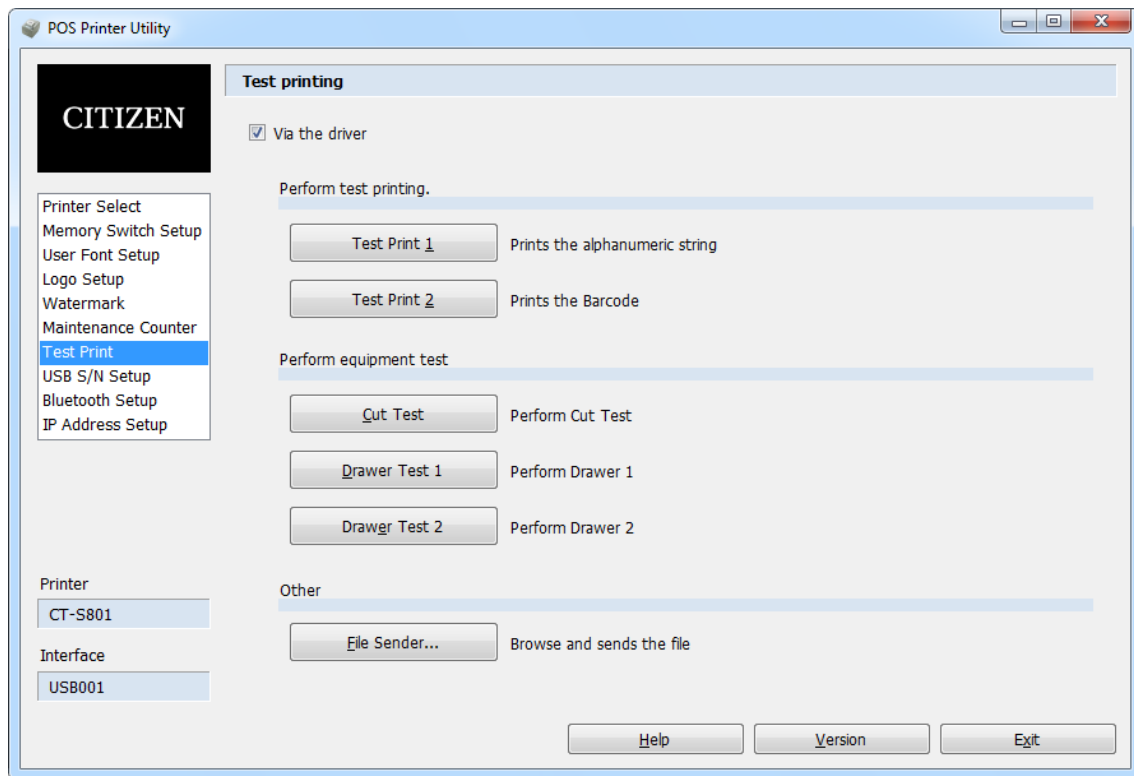 POS Printer Utility
CITIZEN
Printer Select
Memory Switch Setup
User Font Setup
Logo Setup
Watermark
Maintenance Counter
Test Print
USB S/N Setup
Bluetooth Setup
IP Address Setup
Printer
CT-S801
Interface
USB001
Test printing
Via the driver
Perform test printing.
Test Print 1 Prints the alphanumeric string
Test Print 2 Prints the Barcode
Perform equipment test
Cut Test Perform Cut Test
Drawer Test 1 Perform Drawer 1
Drawer Test 2 Perform Drawer 2
Other
File Sender... Browse and sends the file
Help Version Exit